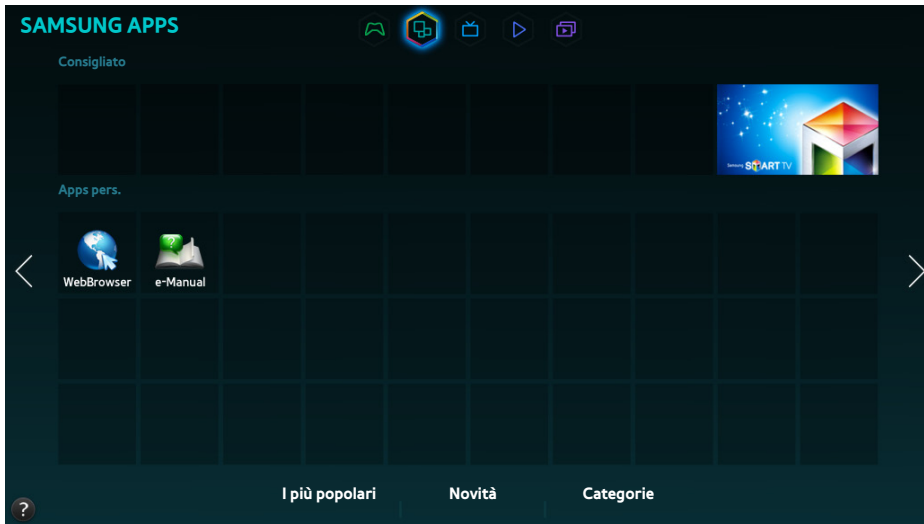 SAMSUNG APPS
Consigliato
Samsung SMART TV
Apps pers.
?
WebBrowser
e-Manual
I più popolari
Novità
Categorie
?